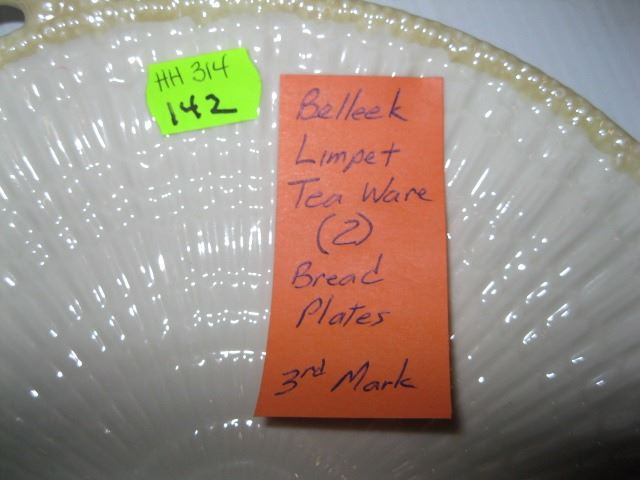 HH 314
142
Belleek
Limpet
Tea Ware
(2)
Bread
Plates
3rd Mark